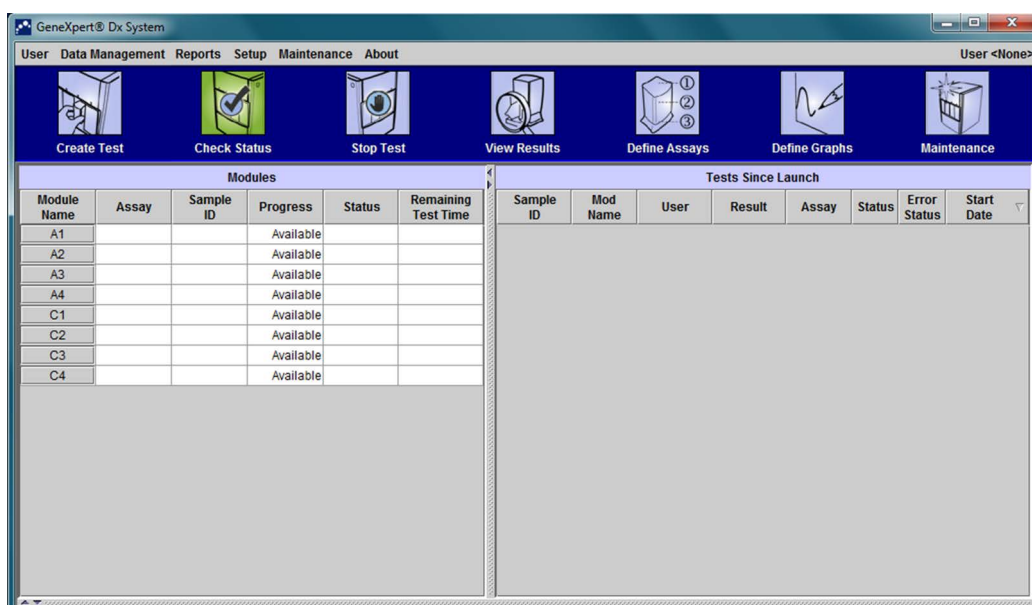 GeneXpert® Dx System
User Data Management Reports Setup Maintenance About User <None>
Create Test Check Status Stop Test View Results Define Assays Define Graphs Maintenance
1
2
3
Modules Tests Since Launch
Module Name Assay Sample ID Progress Status Remaining Test Time Sample ID Mod Name User Result Assay Status Error Status Start Date
A1 Available
A2 Available
A3 Available
A4 Available
C1 Available
C2 Available
C3 Available
C4 Available